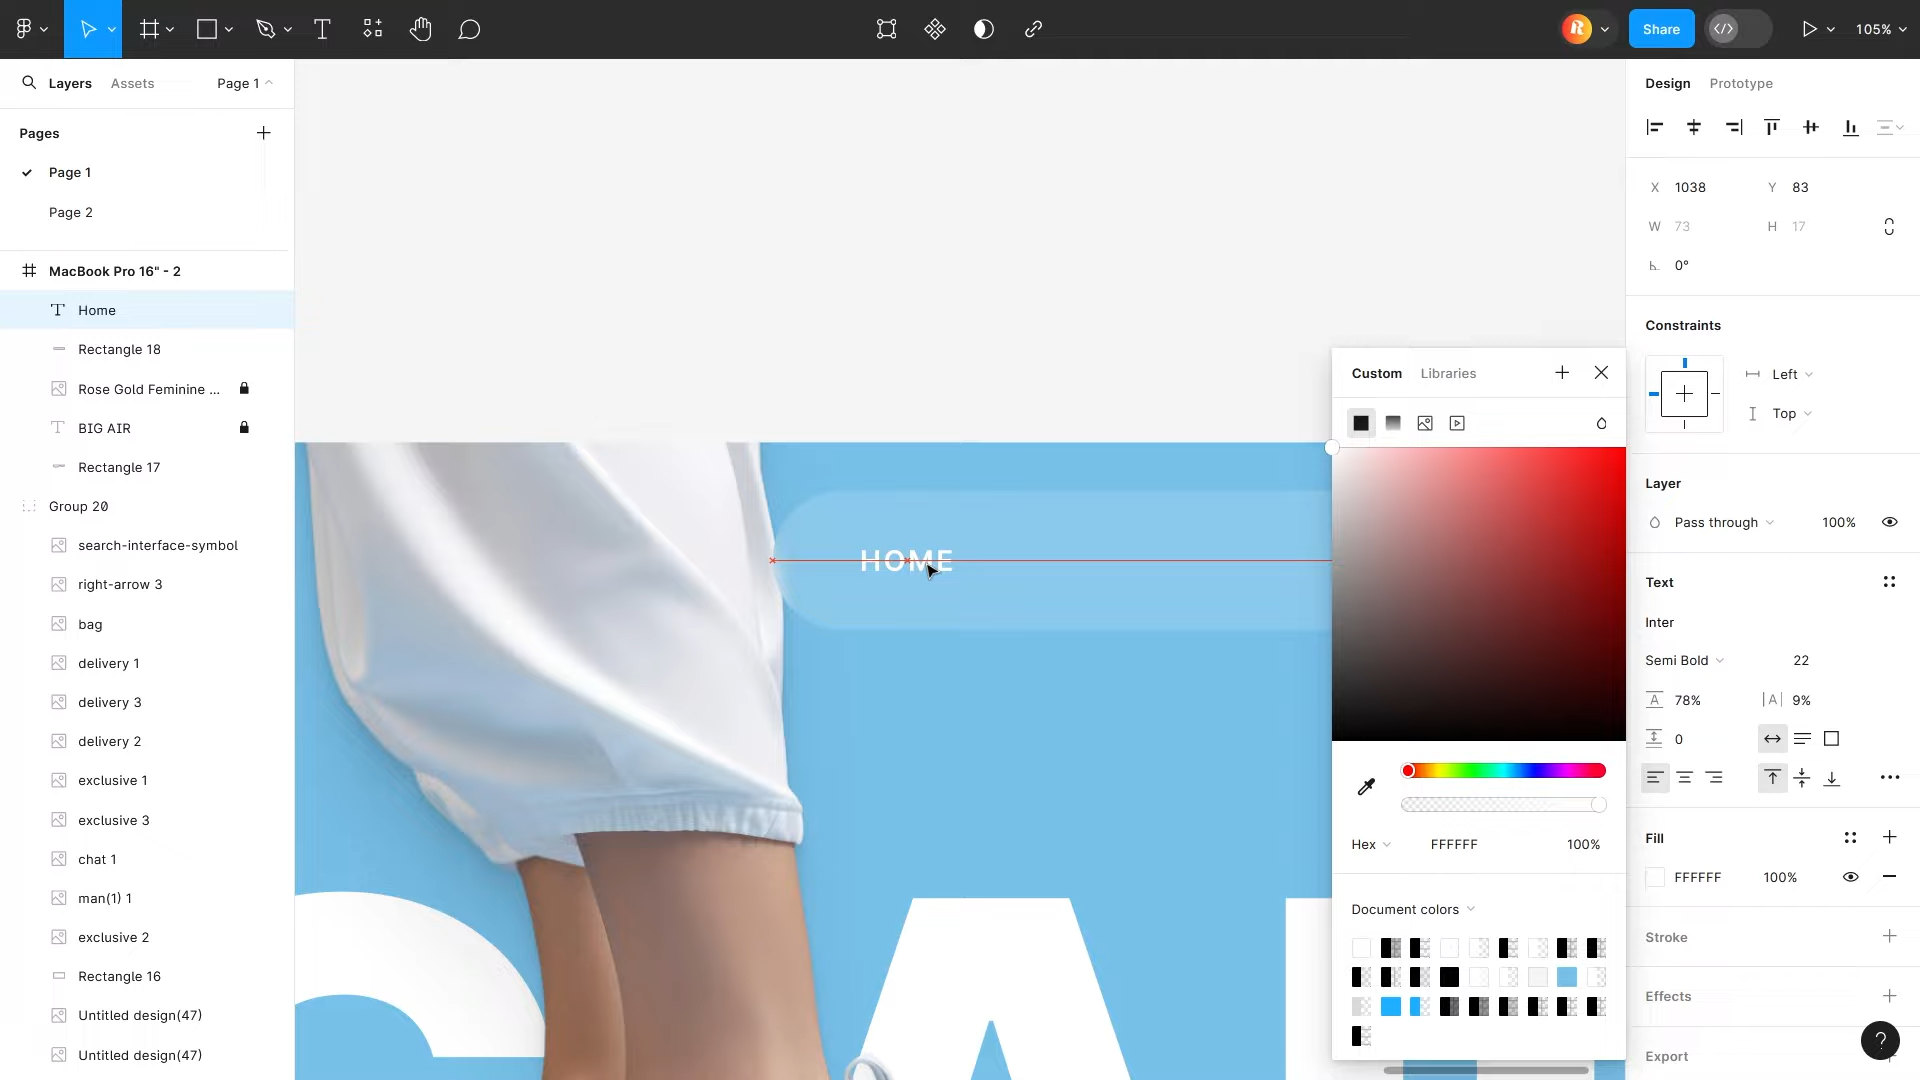 Share
105%
Layers
Assets
Page 1
Pages
Page 1
Page 2
MacBook Pro 16" - 2
Home
Rectangle 18
Rose Gold Feminine ...
BIG AIR
Rectangle 17
Group 20
search-interface-symbol
right-arrow 3
bag
delivery 1
delivery 3
delivery 2
exclusive 1
exclusive 3
chat 1
man(1) 1
exclusive 2
Rectangle 16
Untitled design(47)
Untitled design(47)
HOME
A
Custom
Libraries
Hex
FFFFFF
100%
Document colors
Design
Prototype
X 1038
Y 83
W 73
H 17
0°
Constraints
Left
Top
Layer
Pass through
100%
Text
Inter
Semi Bold
22
78%
9%
0
Fill
FFFFFF
100%
Stroke
Effects
Export
?